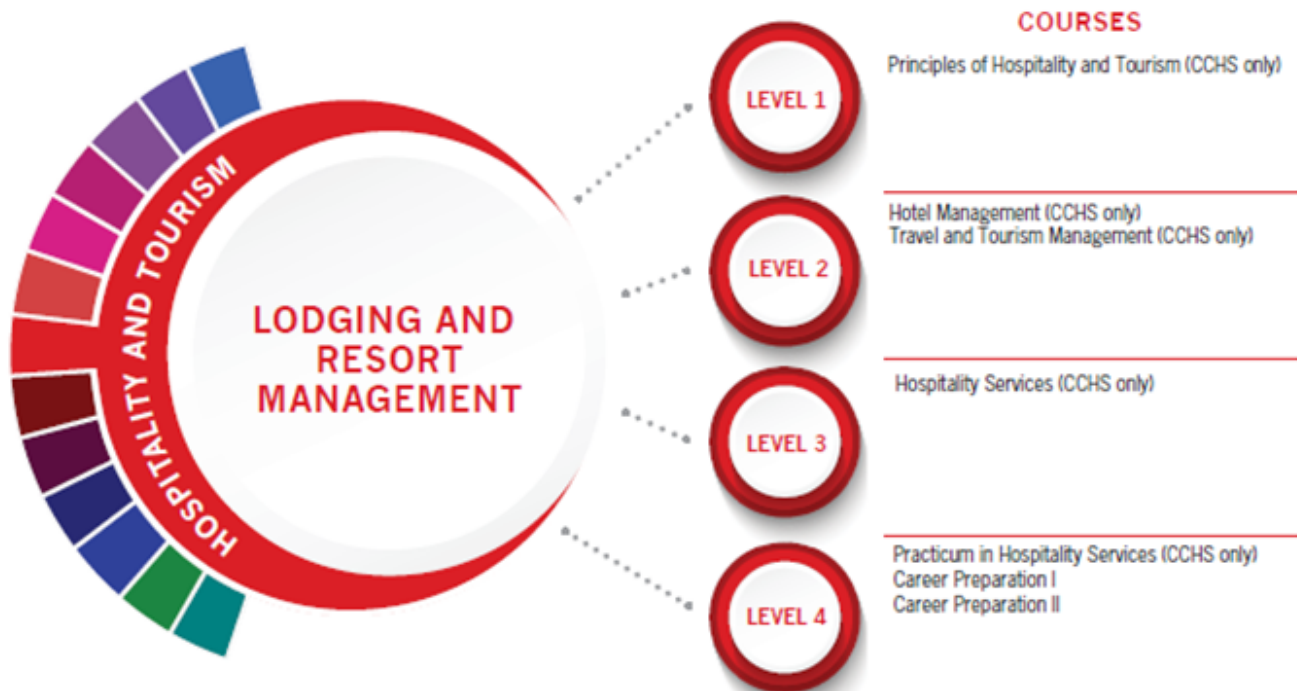 HOSPITALITY AND TOURISM
LODGING AND
RESORT
MANAGEMENT
COURSES
LEVEL 1
Principles of Hospitality and Tourism (CCHS only)
LEVEL 2
Hotel Management (CCHS only)
Travel and Tourism Management (CCHS only)
LEVEL 3
Hospitality Services (CCHS only)
LEVEL 4
Practicum in Hospitality Services (CCHS only)
Career Preparation I
Career Preparation II